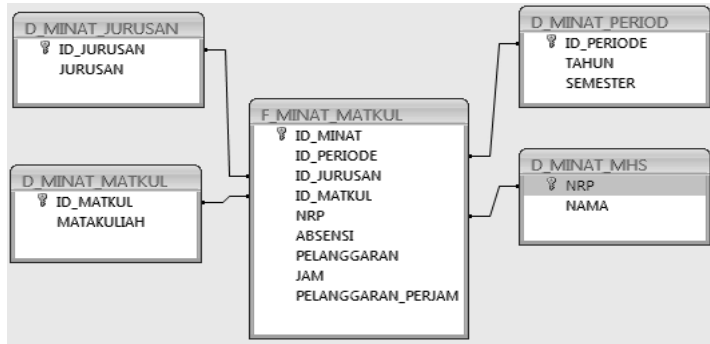 D_MINAT_JURUSAN
ID_JURUSAN
JURUSAN
D_MINAT_MATKUL
ID_MATKUL
MATAKULIAH
F_MINAT_MATKUL
ID_MINAT
ID_PERIODE
ID_JURUSAN
ID_MATKUL
NRP
ABSENSI
PELANGGARAN
JAM
PELANGGARAN_PERJAM
D_MINAT_PERIOD
ID_PERIODE
TAHUN
SEMESTER
D_MINAT_MHS
NRP
NAMA